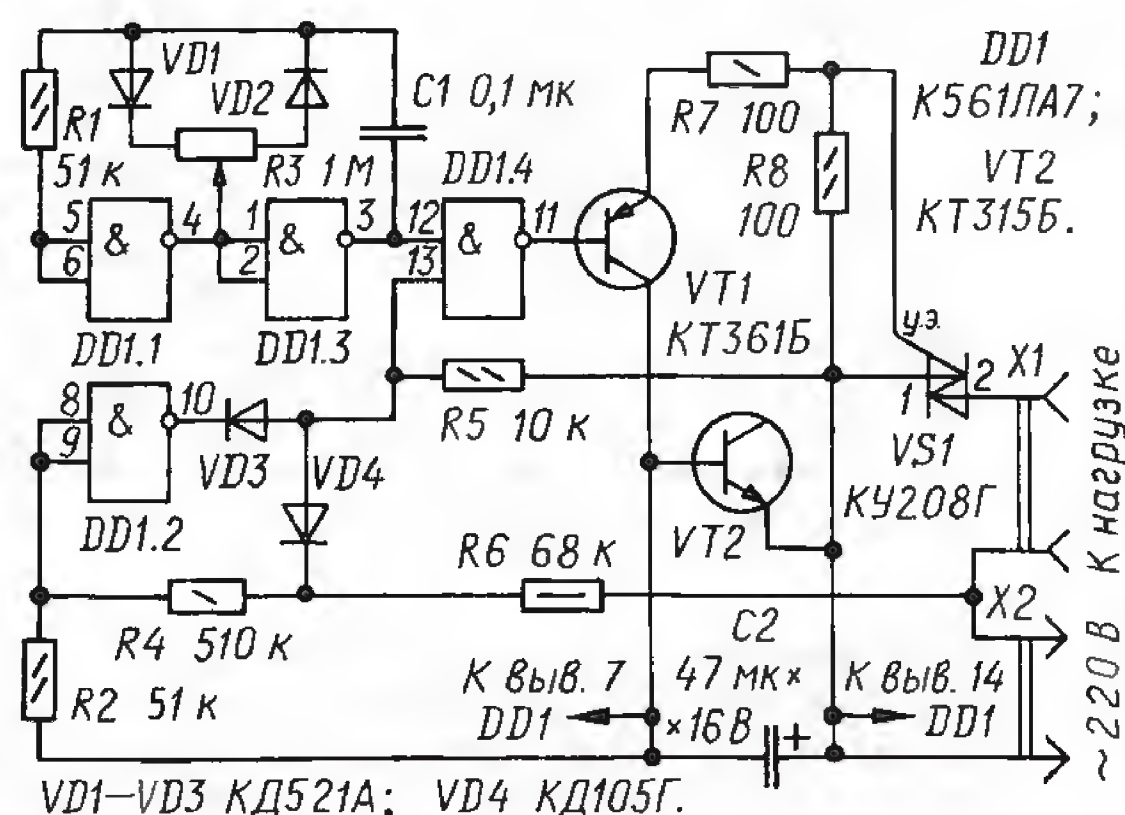 VD1
VD2
R1
51 к
C1 0,1 мк
R3 1 М
DD1.4
5
6
&
4
DD1.1
1
2
&
3
DD1.3
12
13
&
11
R7 100
R8
100
DD1
К561ЛА7;
VT2
КТ315Б.
VT1
КТ361Б
у.э.
1
2
X1
VS1
КУ208Г
8
9
&
10
DD1.2
VD3
VD4
R5 10 к
VT2
R6 68 к
X2
R4 510 к
R2 51 к
К выв. 7
DD1
C2
47 мк×
×16 В
+
К выв. 14
DD1
К нагрузке
~220 В
VD1–VD3 КД521А; VD4 КД105Г.